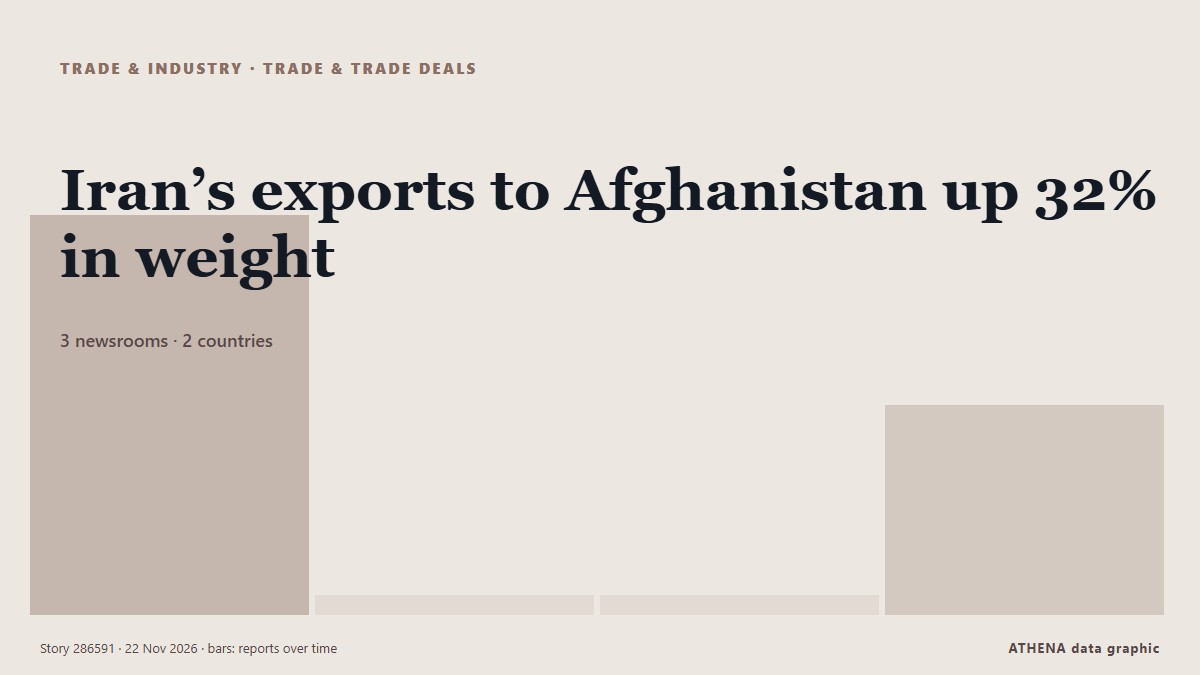 TRADE & INDUSTRY · TRADE & TRADE DEALS
Iran’s exports to Afghanistan up 32%
in weight
3 newsrooms · 2 countries
Story 286591 · 22 Nov 2026 · bars: reports over time
ATHENA data graphic